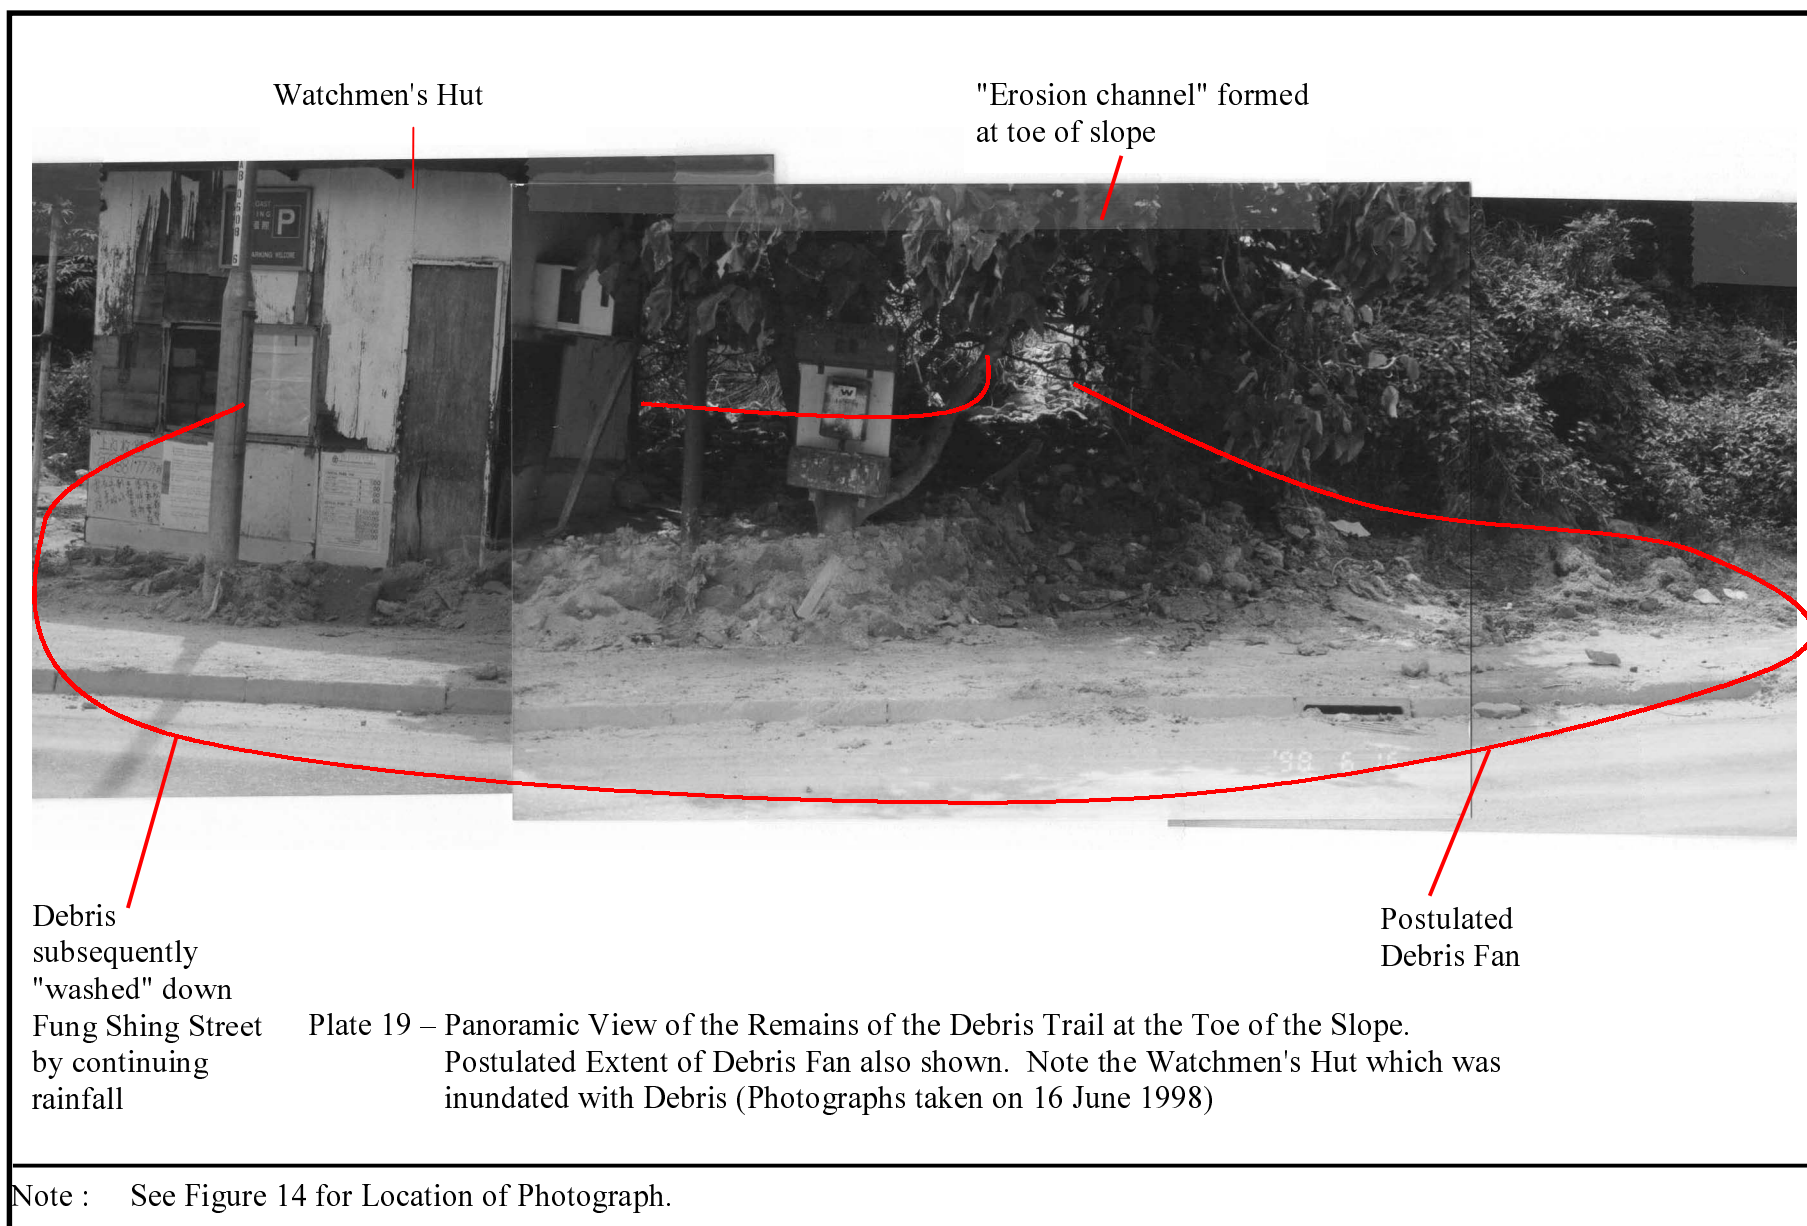 Watchmen's Hut
"Erosion channel" formed
at toe of slope
P
W
'98 6
Debris
subsequently
"washed" down
Fung Shing Street
by continuing
rainfall
Postulated
Debris Fan
Plate 19 – Panoramic View of the Remains of the Debris Trail at the Toe of the Slope.
Postulated Extent of Debris Fan also shown. Note the Watchmen's Hut which was
inundated with Debris (Photographs taken on 16 June 1998)
Note : See Figure 14 for Location of Photograph.